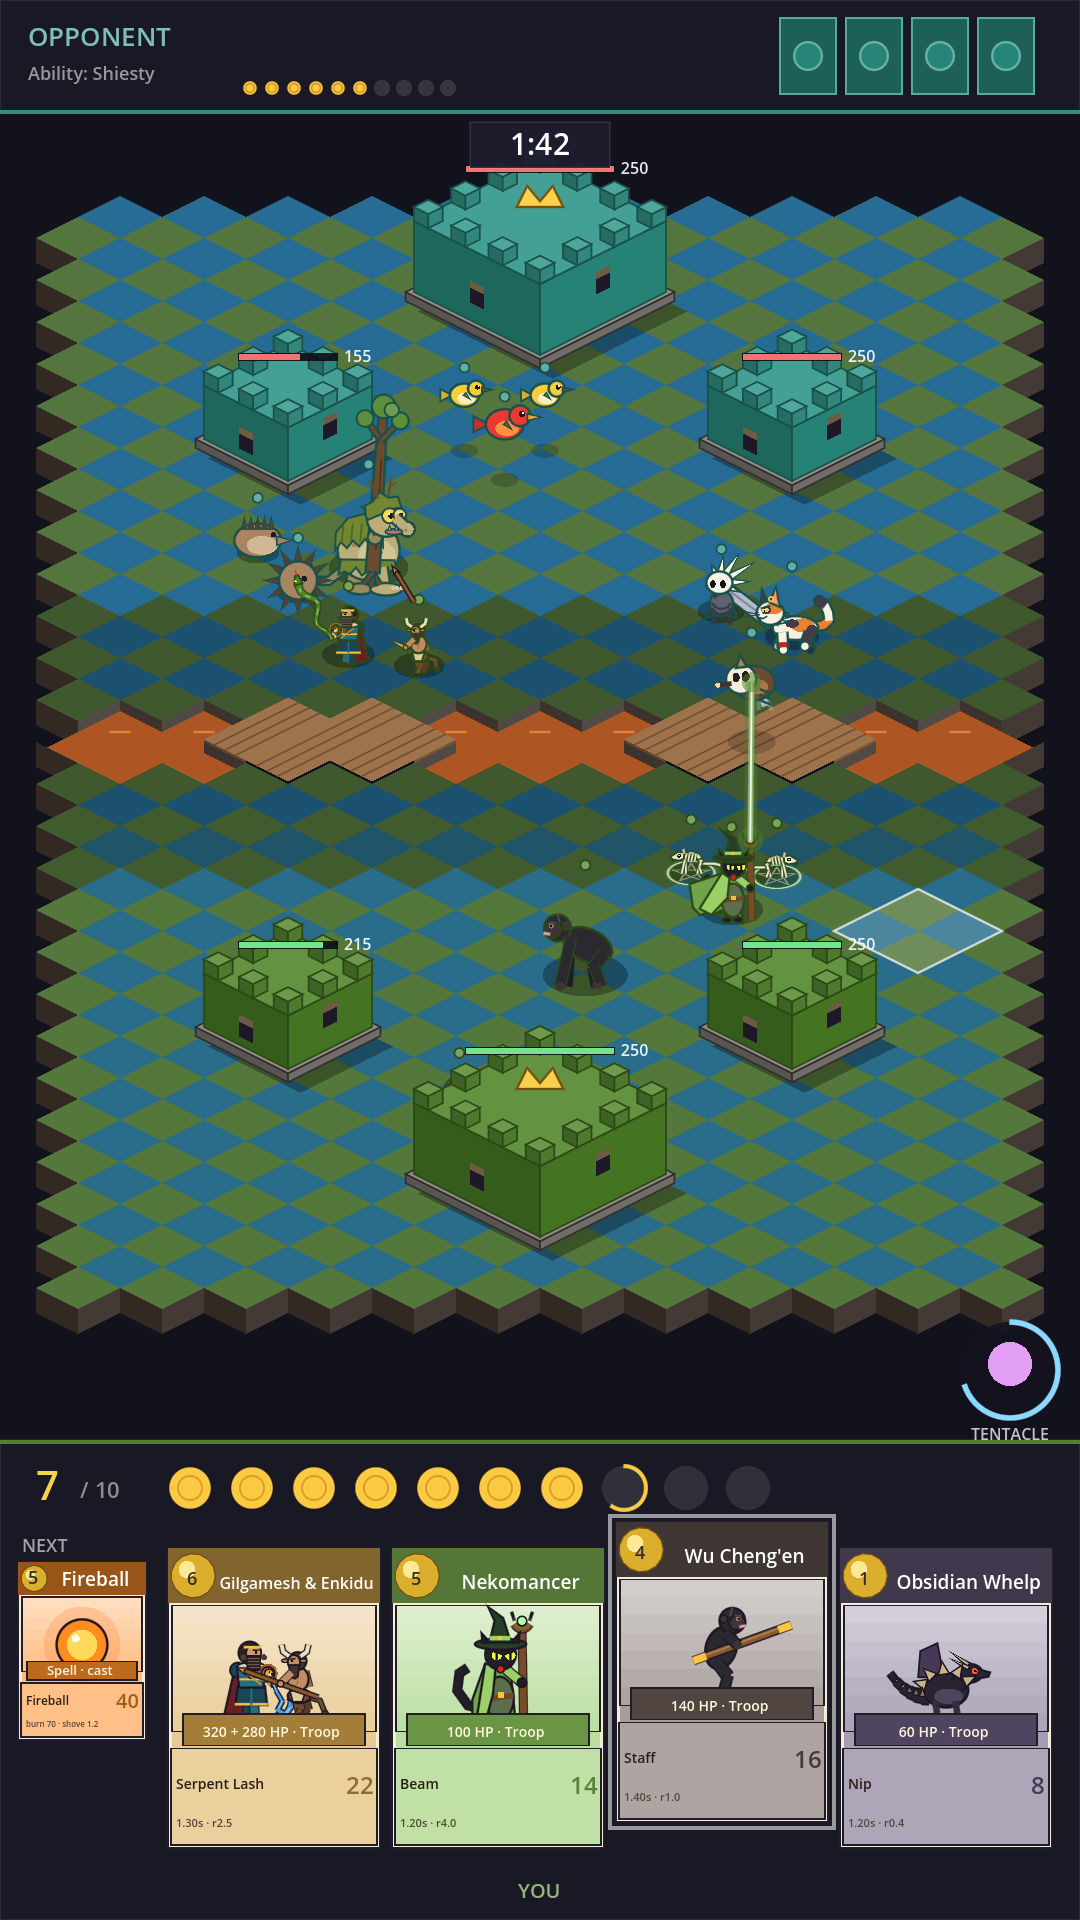 OPPONENT
Ability: Shiesty
1:42
250
155
250
215
250
250
TENTACLE
7 / 10
NEXT
5 Fireball
Spell · cast
Fireball 40
burn 70 · shove 1.2
6 Gilgamesh & Enkidu
320 + 280 HP · Troop
Serpent Lash 22
1.30s · r2.5
5 Nekomancer
100 HP · Troop
Beam 14
1.20s · r4.0
4 Wu Cheng'en
140 HP · Troop
Staff 16
1.40s · r1.0
1 Obsidian Whelp
60 HP · Troop
Nip 8
1.20s · r0.4
YOU